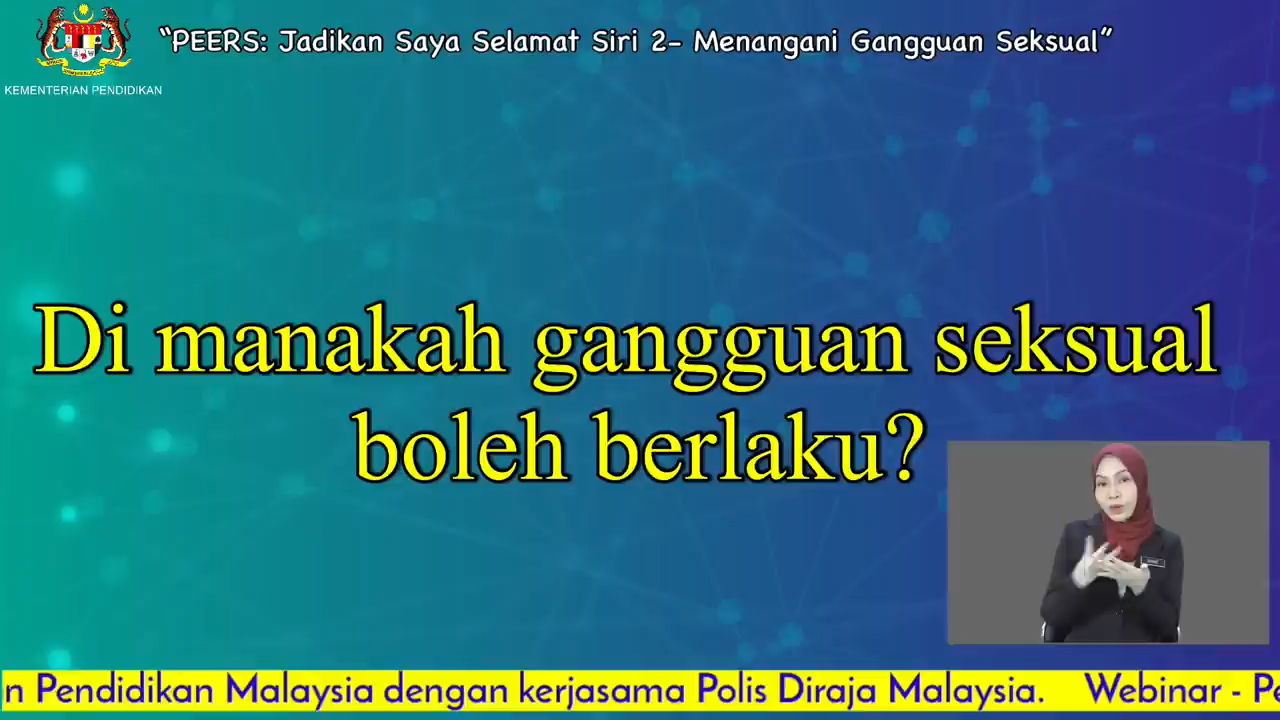 “PEERS: Jadikan Saya Selamat Siri 2- Menangani Gangguan Seksual”
KEMENTERIAN PENDIDIKAN
Di manakah gangguan seksual
boleh berlaku?
n Pendidikan Malaysia dengan kerjasama Polis Diraja Malaysia. Webinar - Pe